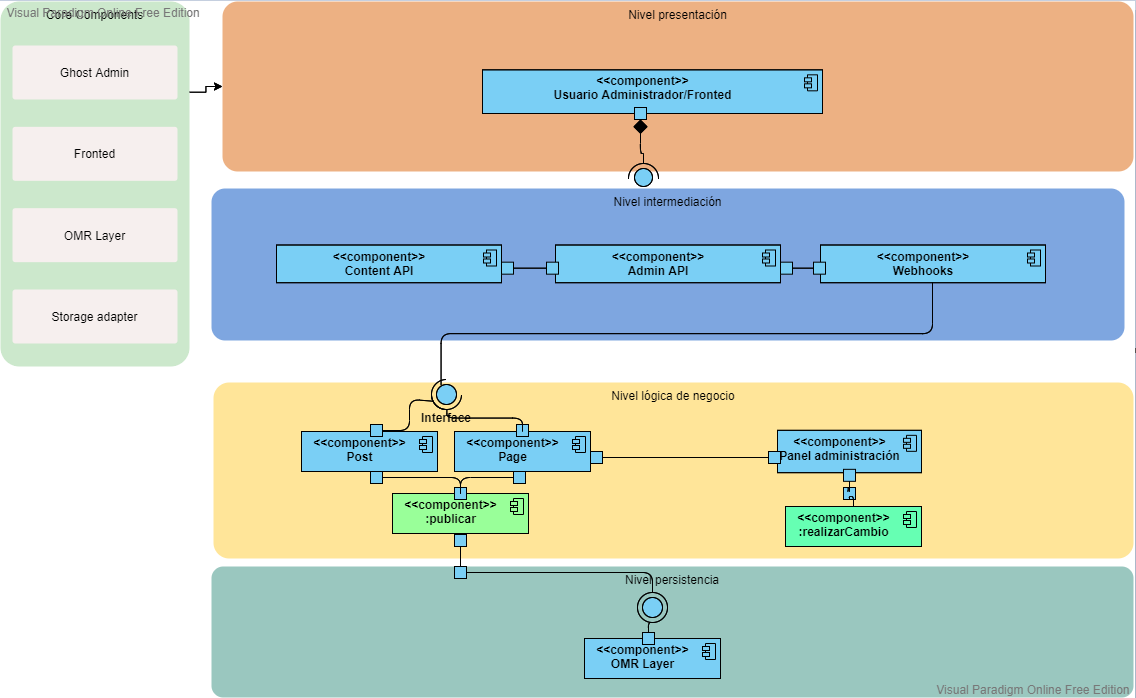 Visual Paradigm Online Free Edition
Core Components
Ghost Admin
Fronted
OMR Layer
Storage adapter
Nivel presentación
<<component>>
Usuario Administrador/Fronted
Nivel intermediación
<<component>>
Content API
<<component>>
Admin API
<<component>>
Webhooks
Nivel lógica de negocio
Interface
<<component>>
Post
<<component>>
Page
<<component>>
Panel administración
<<component>>
:publicar
<<component>>
:realizarCambio
Nivel persistencia
<<component>>
OMR Layer
Visual Paradigm Online Free Edition